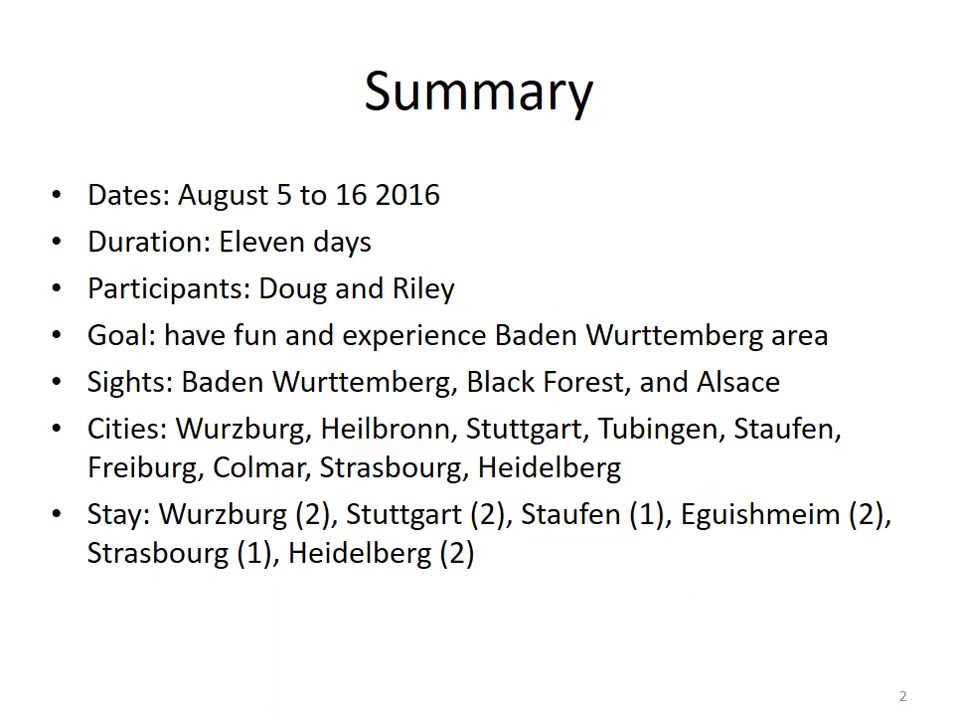 Summary
• Dates: August 5 to 16 2016
• Duration: Eleven days
• Participants: Doug and Riley
• Goal: have fun and experience Baden Wurttemberg area
• Sights: Baden Wurttemberg, Black Forest, and Alsace
• Cities: Wurzburg, Heilbronn, Stuttgart, Tubingen, Staufen,
Freiburg, Colmar, Strasbourg, Heidelberg
• Stay: Wurzburg (2), Stuttgart (2), Staufen (1), Eguishmeim (2),
Strasbourg (1), Heidelberg (2)
2